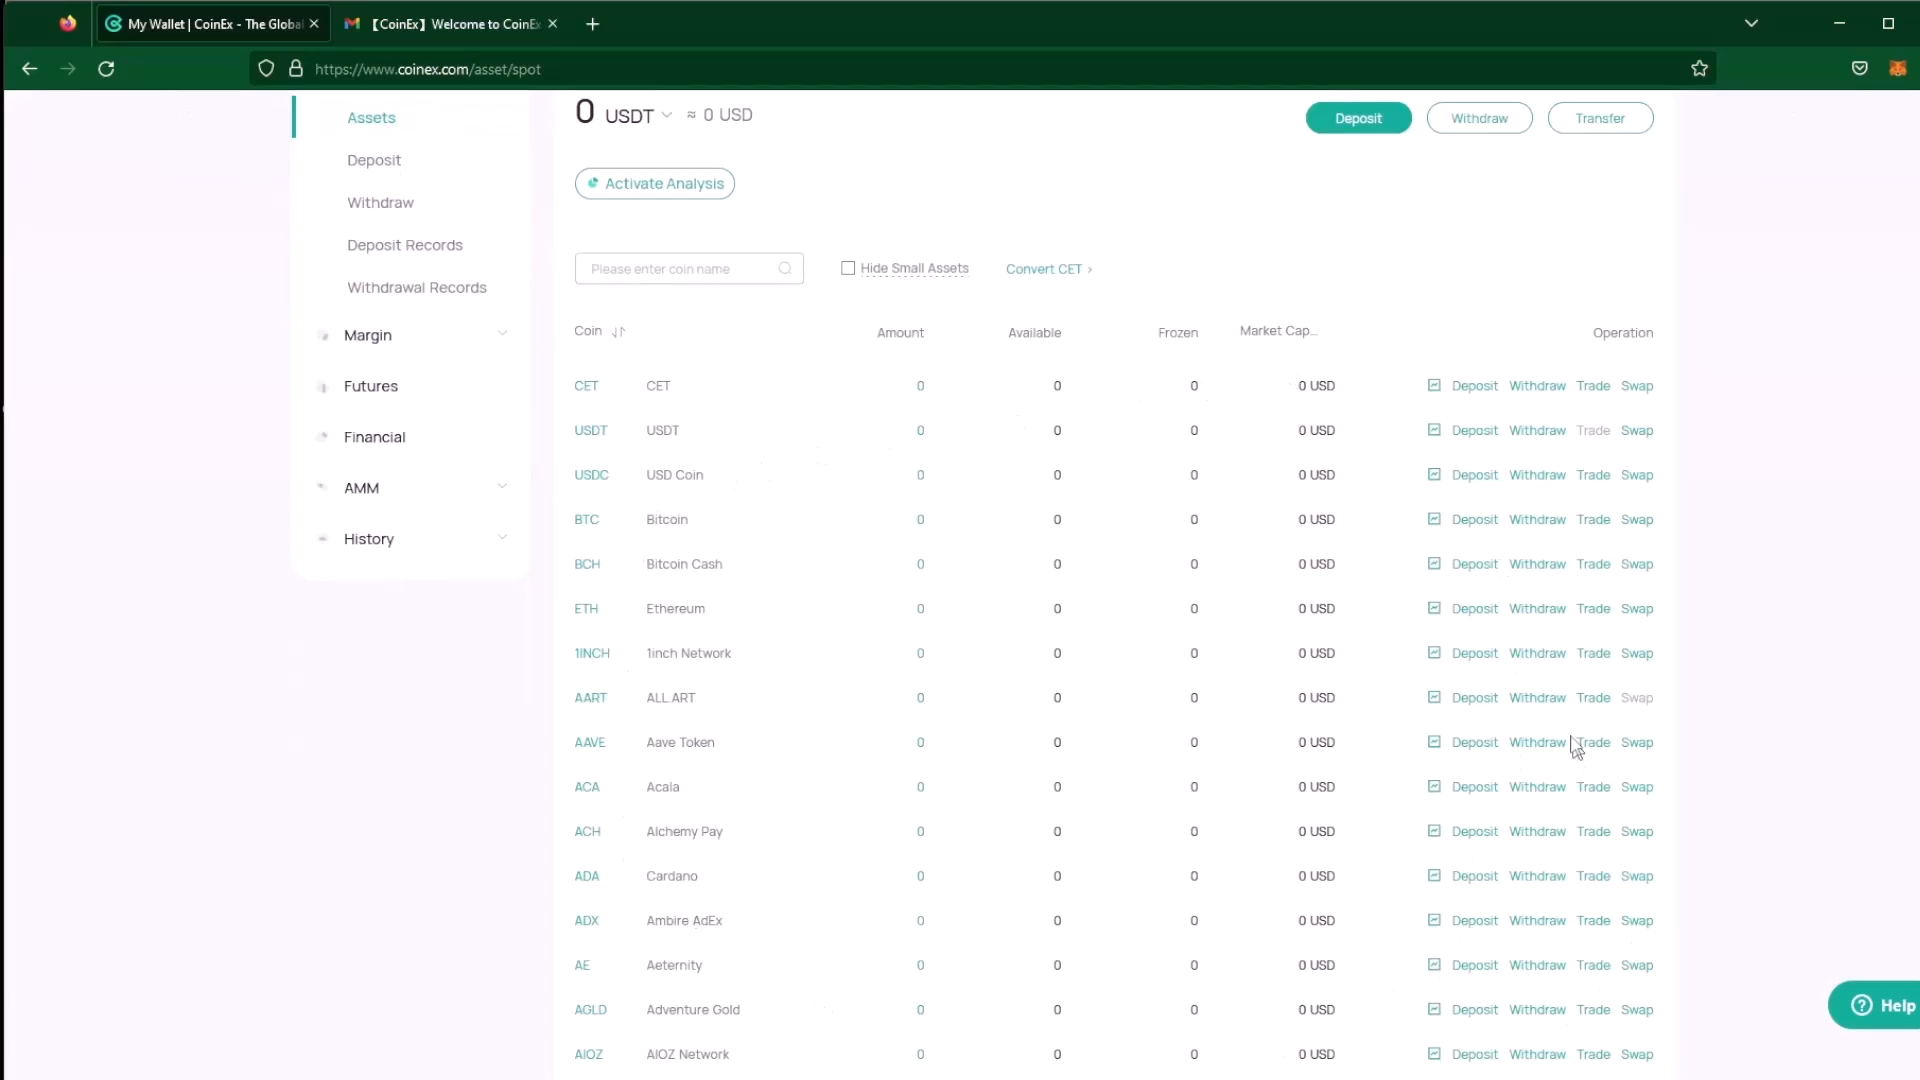 My Wallet | CoinEx - The Globa
【CoinEx】Welcome to CoinEx
https://www.coinex.com/asset/spot
Assets
Deposit
Withdraw
Deposit Records
Withdrawal Records
Margin
Futures
Financial
AMM
History
0 USDT ≈ 0 USD
Deposit Withdraw Transfer
Activate Analysis
Please enter coin name Hide Small Assets Convert CET >
Coin Amount Available Frozen Market Cap... Operation
CET CET 0 0 0 0 USD Deposit Withdraw Trade Swap
USDT USDT 0 0 0 0 USD Deposit Withdraw Trade Swap
USDC USD Coin 0 0 0 0 USD Deposit Withdraw Trade Swap
BTC Bitcoin 0 0 0 0 USD Deposit Withdraw Trade Swap
BCH Bitcoin Cash 0 0 0 0 USD Deposit Withdraw Trade Swap
ETH Ethereum 0 0 0 0 USD Deposit Withdraw Trade Swap
1INCH 1inch Network 0 0 0 0 USD Deposit Withdraw Trade Swap
AART ALL.ART 0 0 0 0 USD Deposit Withdraw Trade Swap
AAVE Aave Token 0 0 0 0 USD Deposit Withdraw Trade Swap
ACA Acala 0 0 0 0 USD Deposit Withdraw Trade Swap
ACH Alchemy Pay 0 0 0 0 USD Deposit Withdraw Trade Swap
ADA Cardano 0 0 0 0 USD Deposit Withdraw Trade Swap
ADX Ambire AdEx 0 0 0 0 USD Deposit Withdraw Trade Swap
AE Aeternity 0 0 0 0 USD Deposit Withdraw Trade Swap
AGLD Adventure Gold 0 0 0 0 USD Deposit Withdraw Trade Swap
AIOZ AIOZ Network 0 0 0 0 USD Deposit Withdraw Trade Swap
Help